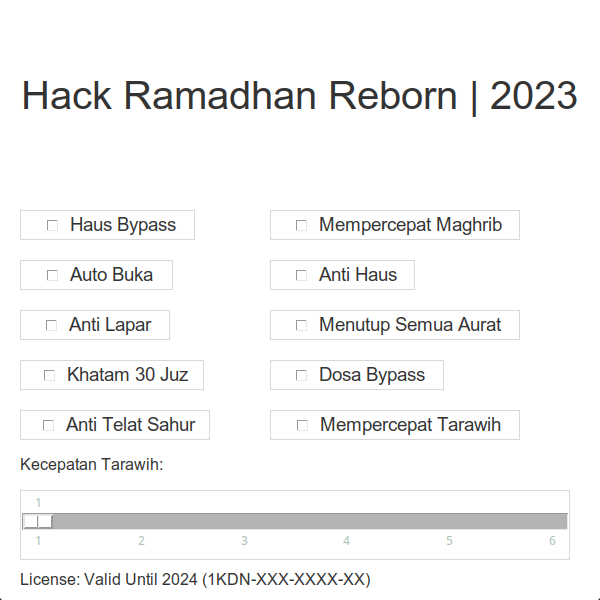 Hack Ramadhan Reborn | 2023
Haus Bypass
Mempercepat Maghrib
Auto Buka
Anti Haus
Anti Lapar
Menutup Semua Aurat
Khatam 30 Juz
Dosa Bypass
Anti Telat Sahur
Mempercepat Tarawih
Kecepatan Tarawih:
1
1 2 3 4 5 6
License: Valid Until 2024 (1KDN-XXX-XXXX-XX)